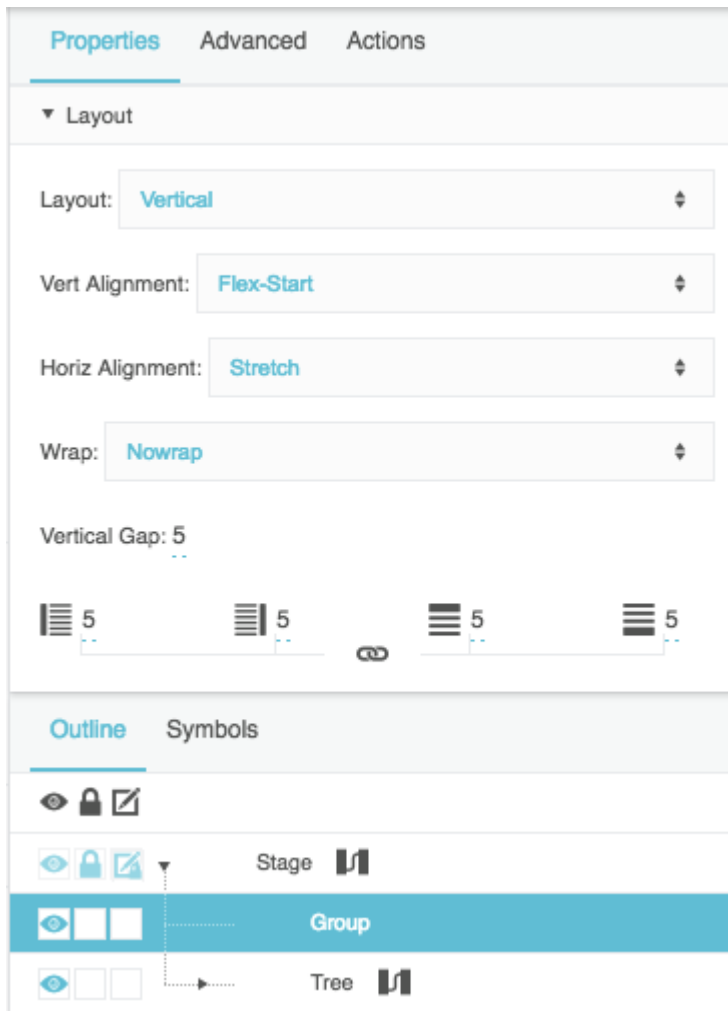 Properties Advanced Actions
Layout
Layout: Vertical
Vert Alignment: Flex-Start
Horiz Alignment: Stretch
Wrap: Nowrap
Vertical Gap: 5
5 5 5 5
Outline Symbols
Stage
Group
Tree